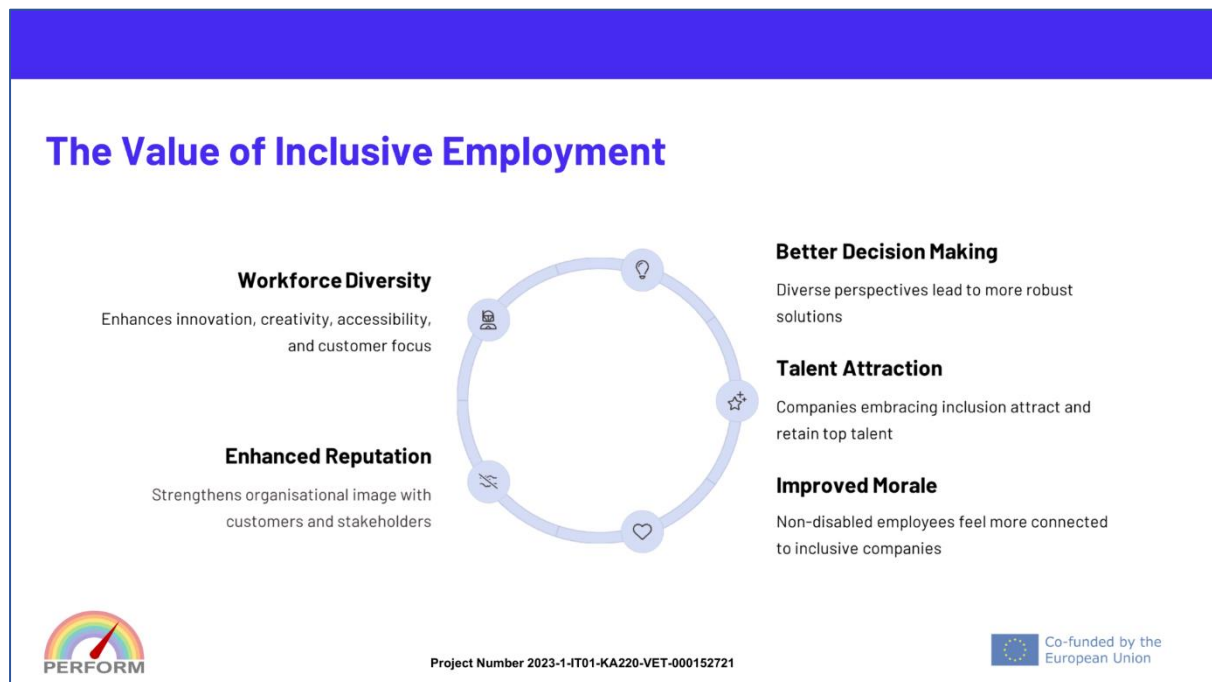 The Value of Inclusive Employment
Workforce Diversity
Enhances innovation, creativity, accessibility,
and customer focus
Enhanced Reputation
Strengthens organisational image with
customers and stakeholders
Better Decision Making
Diverse perspectives lead to more robust
solutions
Talent Attraction
Companies embracing inclusion attract and
retain top talent
Improved Morale
Non-disabled employees feel more connected
to inclusive companies
PERFORM
Project Number 2023-1-IT01-KA220-VET-000152721
Co-funded by the
European Union